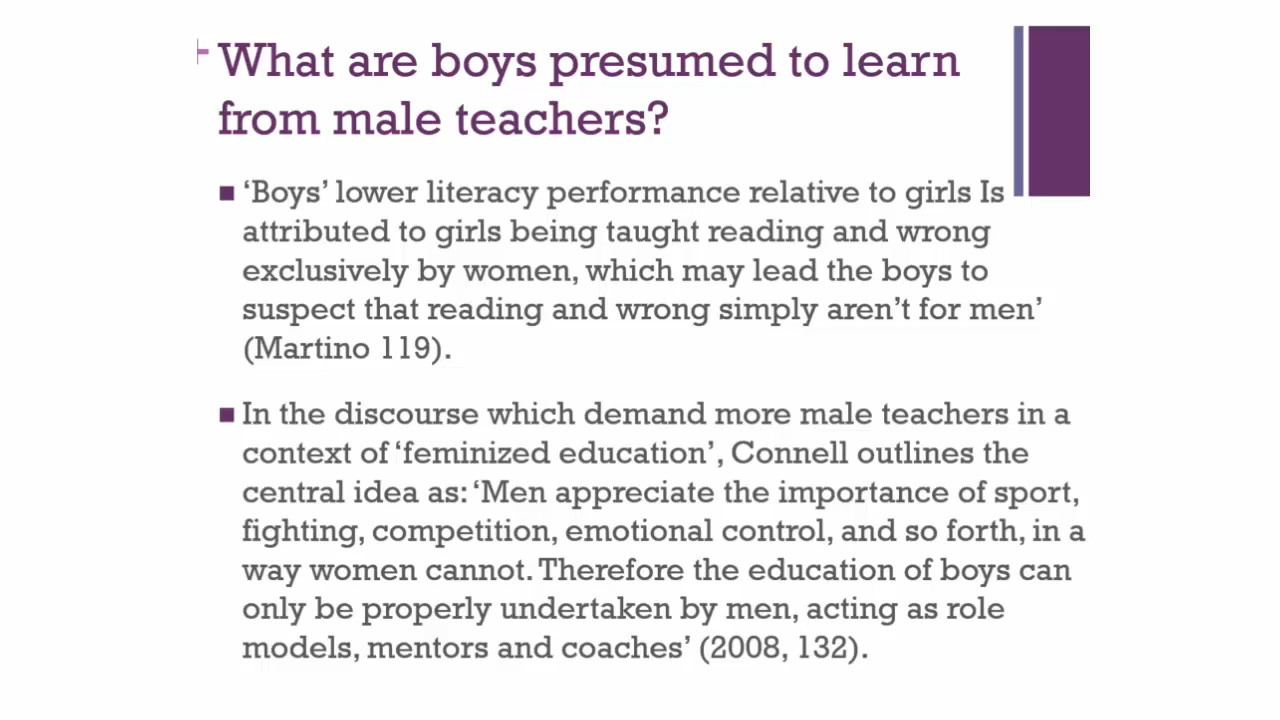 What are boys presumed to learn
from male teachers?
‘Boys’ lower literacy performance relative to girls Is
attributed to girls being taught reading and wrong
exclusively by women, which may lead the boys to
suspect that reading and wrong simply aren’t for men’
(Martino 119).
In the discourse which demand more male teachers in a
context of ‘feminized education’, Connell outlines the
central idea as: ‘Men appreciate the importance of sport,
fighting, competition, emotional control, and so forth, in a
way women cannot. Therefore the education of boys can
only be properly undertaken by men, acting as role
models, mentors and coaches’ (2008, 132).